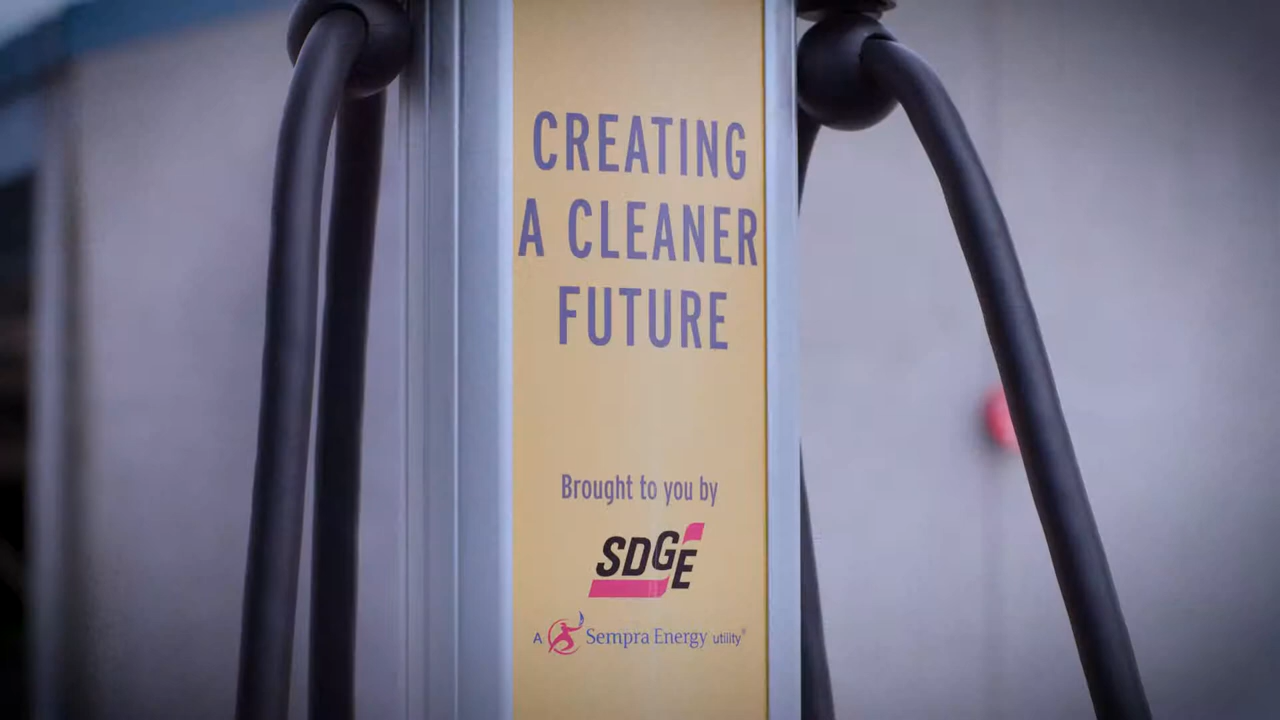 CREATING
A CLEANER
FUTURE
Brought to you by
SDGE
A Sempra Energy utility®